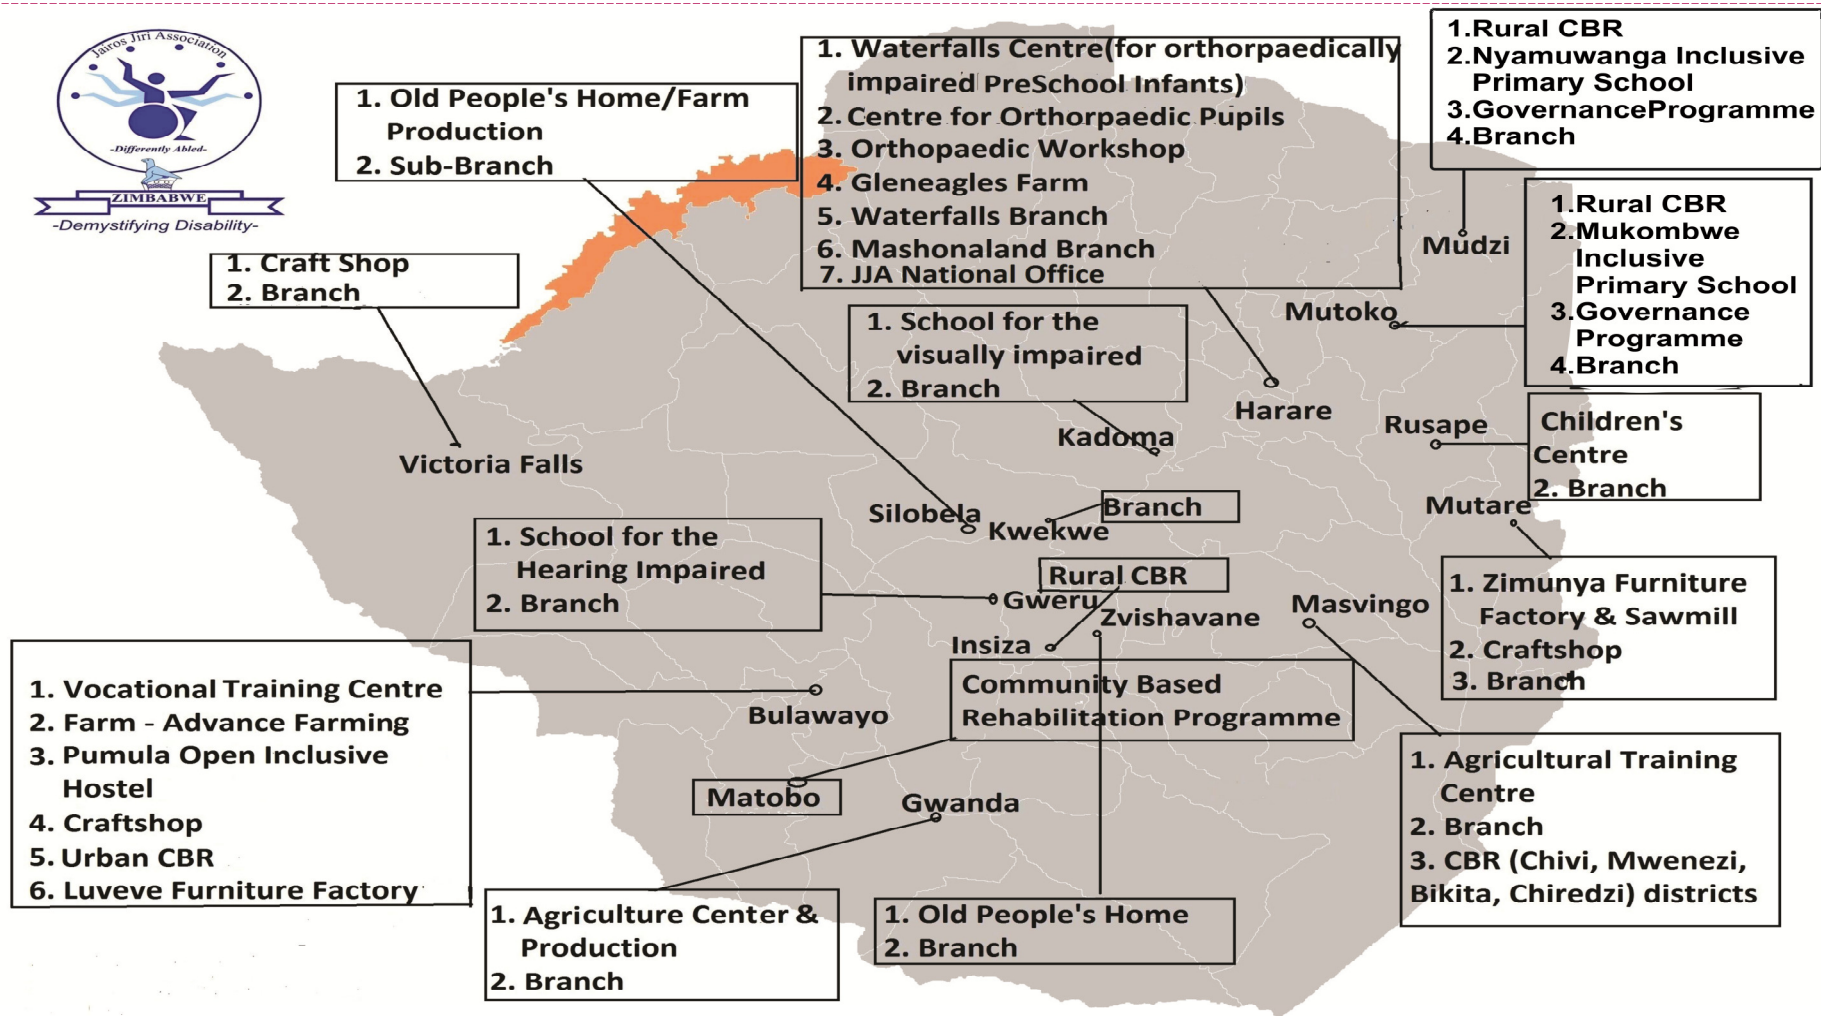 Jairos Jiri Association
-Differently Abled-
ZIMBABWE
-Demystifying Disability-
1. Old People's Home/Farm
Production
2. Sub-Branch
1. Waterfalls Centre(for orthorpaedically
impaired PreSchool Infants)
2. Centre for Orthorpaedic Pupils
3. Orthopaedic Workshop
4. Gleneagles Farm
5. Waterfalls Branch
6. Mashonaland Branch
7. JJA National Office
1.Rural CBR
2.Nyamuwanga Inclusive
Primary School
3.GovernanceProgramme
4.Branch
1.Rural CBR
2.Mukombwe
Inclusive
Primary School
3.Governance
Programme
4.Branch
Mudzi
1. Craft Shop
2. Branch
Mutoko
1. School for the
visually impaired
2. Branch
Harare
Rusape
Children's
Centre
2. Branch
Kadoma
Victoria Falls
Silobela
Kwekwe
Branch
Mutare
1. School for the
Hearing Impaired
2. Branch
Rural CBR
Gweru
Zvishavane
Masvingo
Insiza
1. Zimunya Furniture
Factory & Sawmill
2. Craftshop
3. Branch
1. Vocational Training Centre
2. Farm - Advance Farming
3. Pumula Open Inclusive
Hostel
4. Craftshop
5. Urban CBR
6. Luveve Furniture Factory
Bulawayo
Community Based
Rehabilitation Programme
Matobo
Gwanda
1. Agricultural Training
Centre
2. Branch
3. CBR (Chivi, Mwenezi,
Bikita, Chiredzi) districts
1. Agriculture Center &
Production
2. Branch
1. Old People's Home
2. Branch